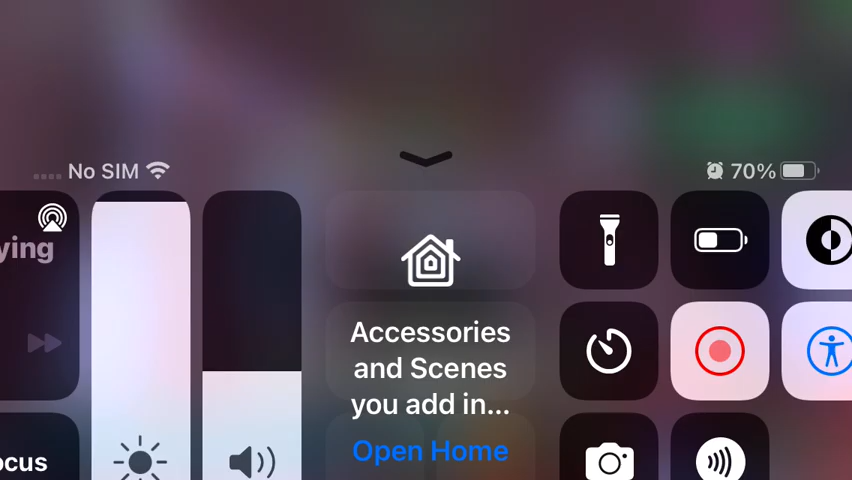 No SIM
70%
ying
Accessories
and Scenes
you add in...
Open Home
ocus